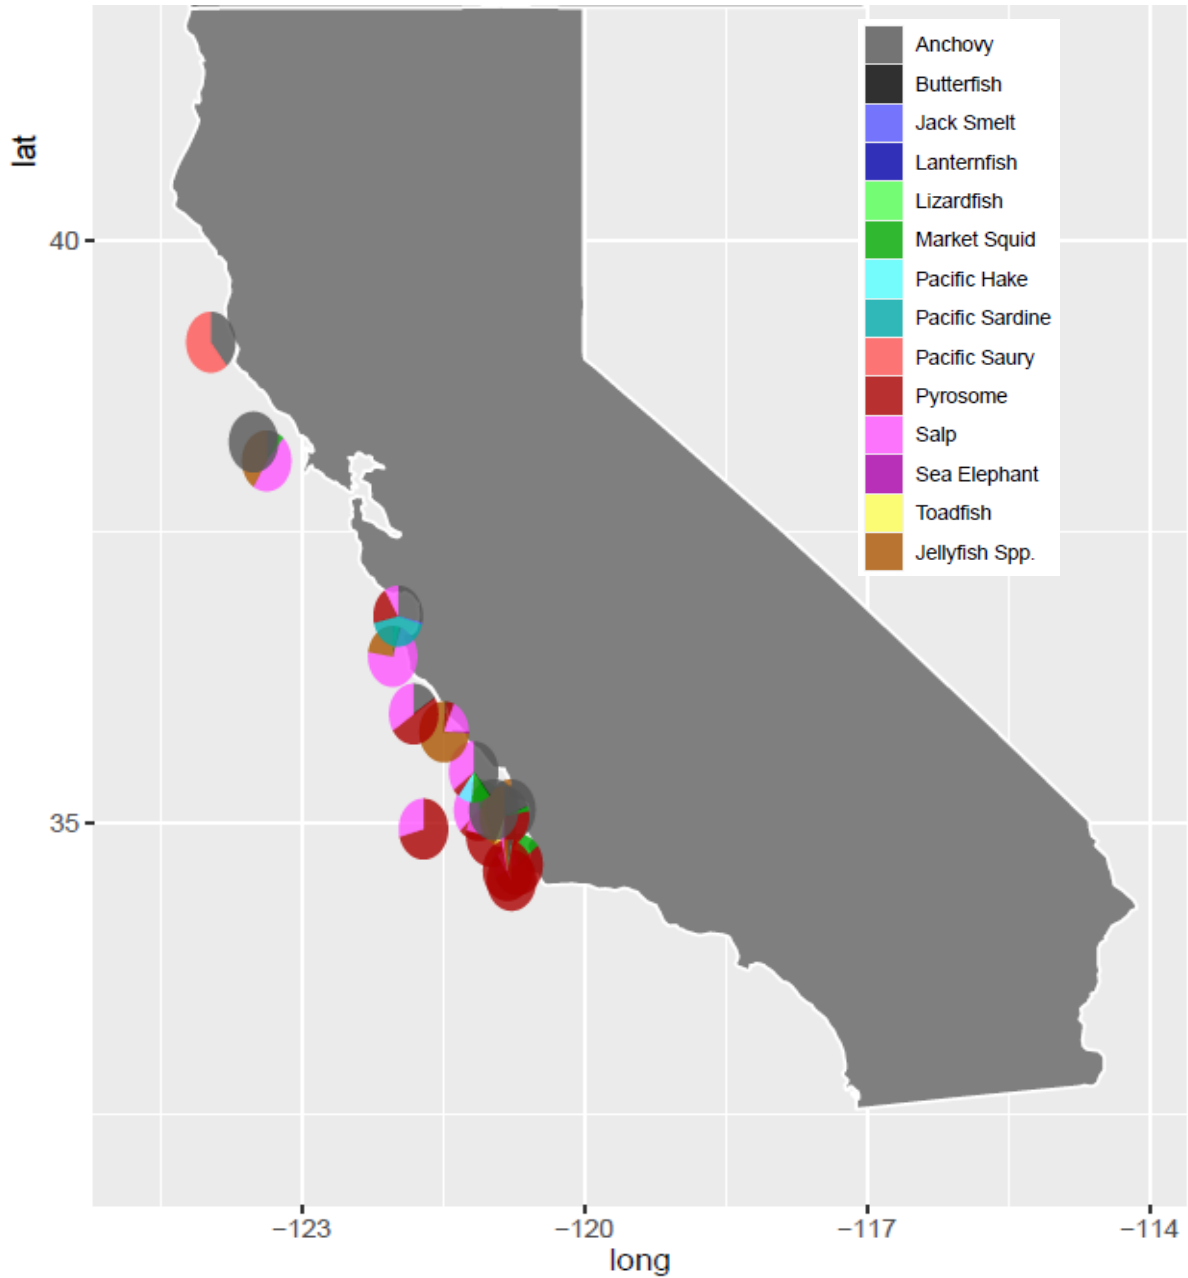 Anchovy
Butterfish
Jack Smelt
Lanternfish
Lizardfish
Market Squid
Pacific Hake
Pacific Sardine
Pacific Saury
Pyrosome
Salp
Sea Elephant
Toadfish
Jellyfish Spp.
lat
40
35
−123
−120
−117
−114
long